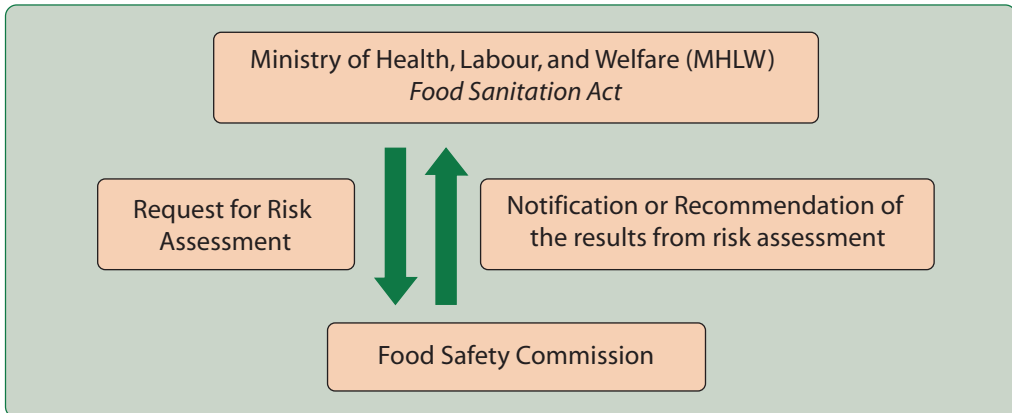 Ministry of Health, Labour, and Welfare (MHLW)
Food Sanitation Act
Request for Risk
Assessment
Notification or Recommendation of
the results from risk assessment
Food Safety Commission